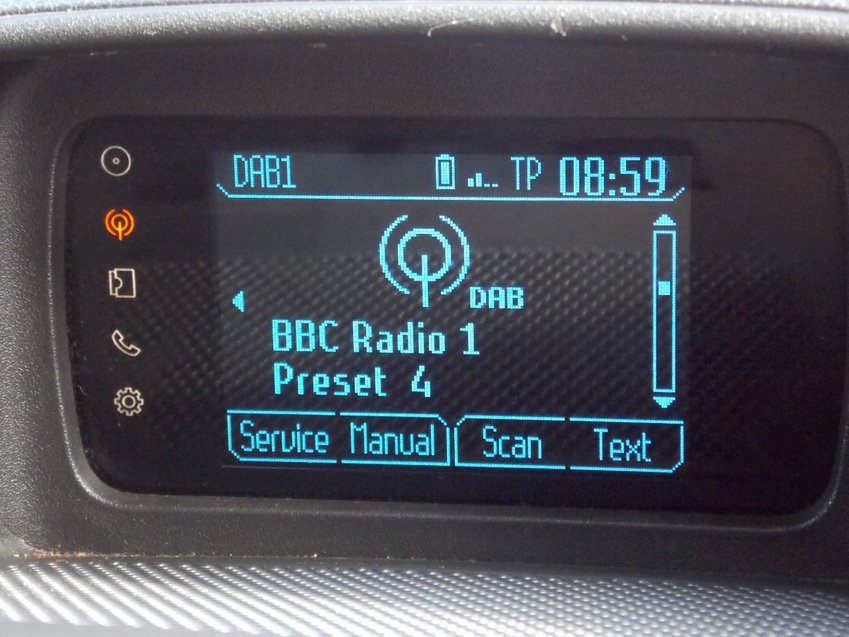 DAB1 TP 08:59
DAB
BBC Radio 1
Preset 4
Service Manual Scan Text